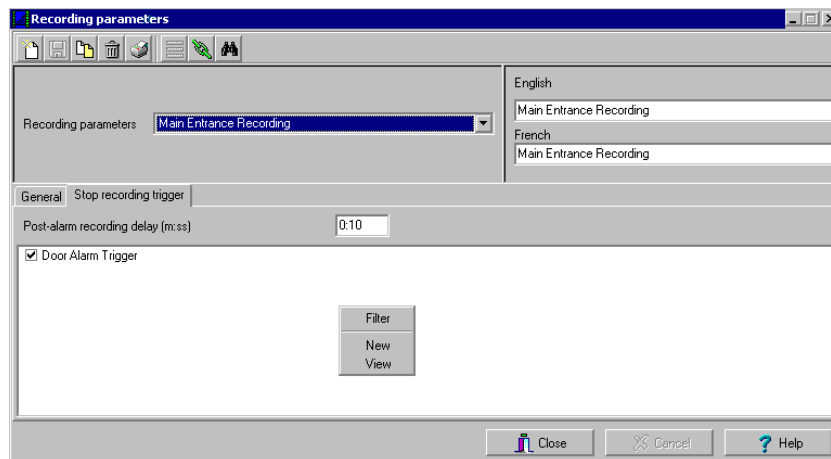 Recording parameters
English
Main Entrance Recording
Recording parameters Main Entrance Recording
French
Main Entrance Recording
General Stop recording trigger
Post-alarm recording delay (m:ss) 0:10
Door Alarm Trigger
Filter
New
View
Close Cancel ? Help